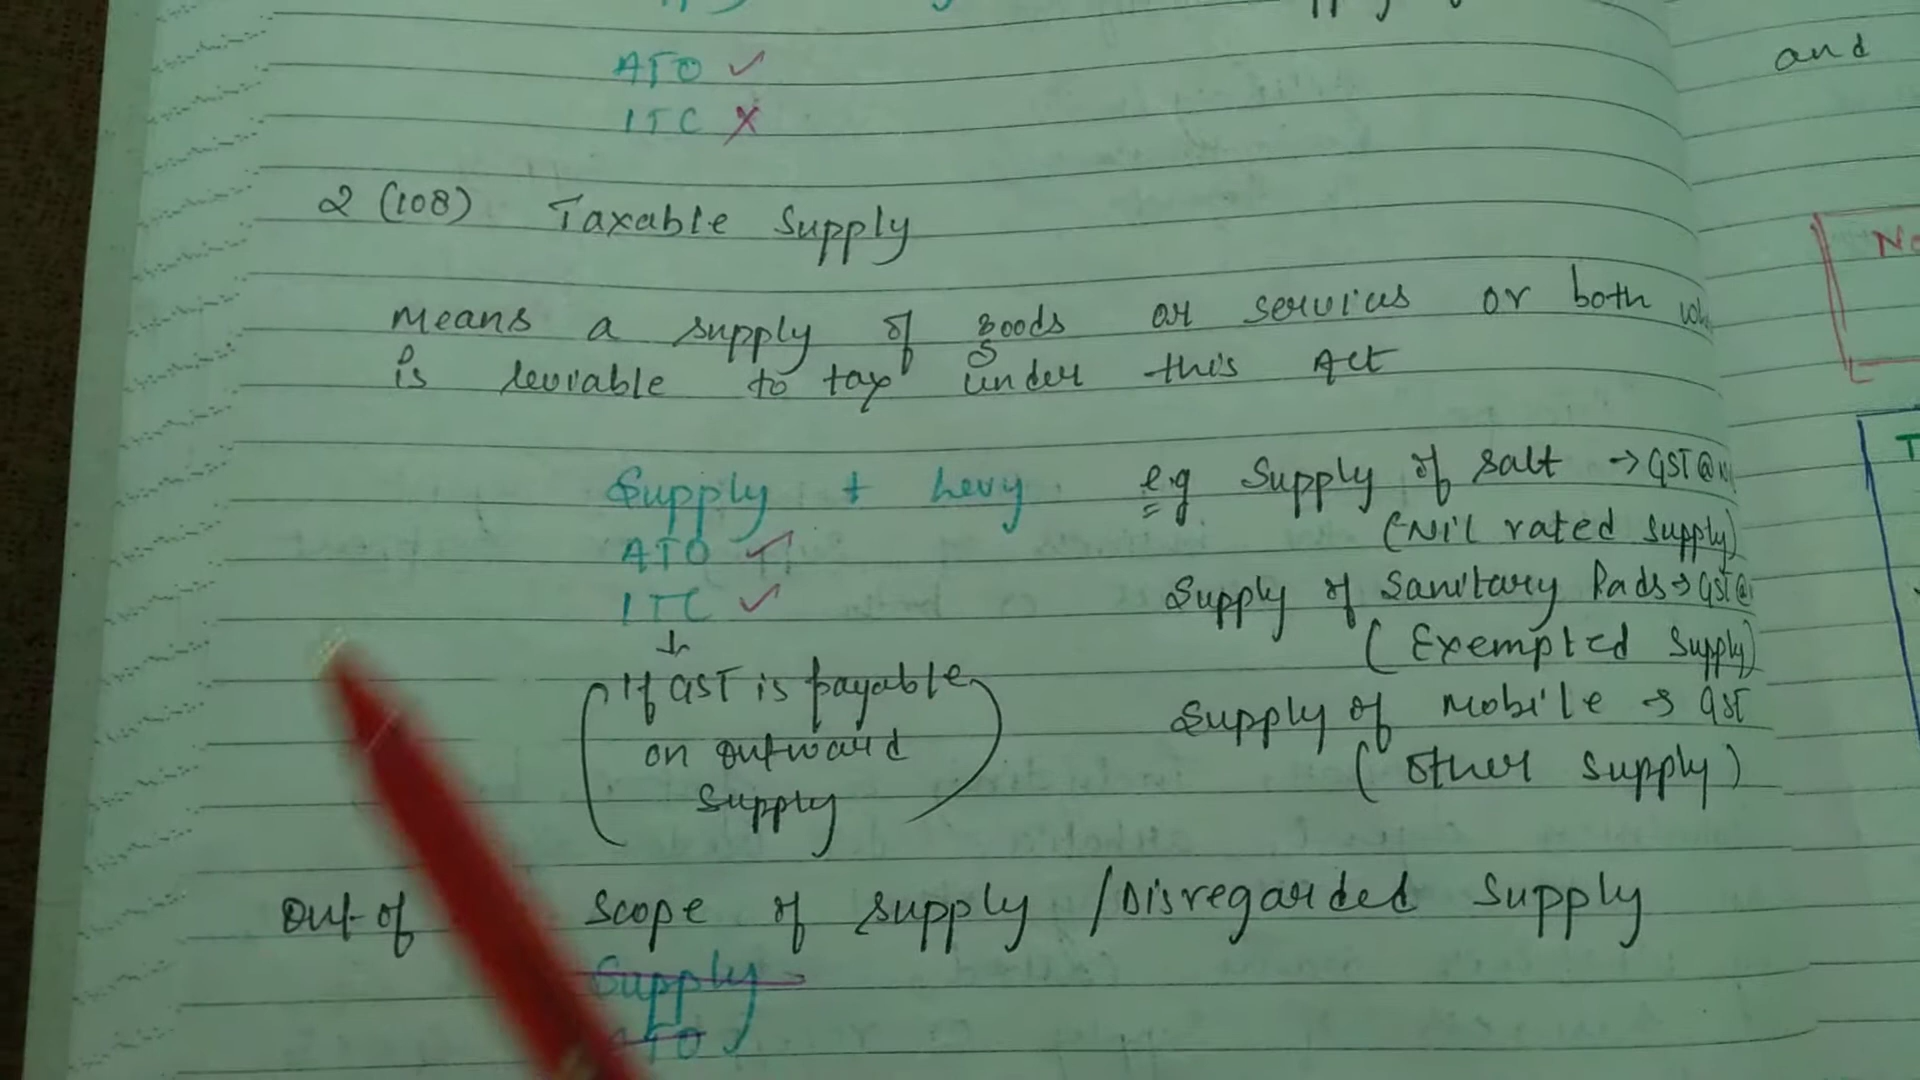 ATO ✓
ITC ✗
and
2 (108) Taxable Supply
means a supply of goods or services or both
is leviable to tax under this Act
Supply + Levy
ATO ✓
ITC ✓
If GST is payable
on outward
supply
e.g Supply of salt → GST@
(Nil rated supply)
Supply of Sanitary Pads → GST@
(Exempted supply)
Supply of mobile → GST
(other supply)
Out of scope of supply / Disregarded Supply
Supply
ATO